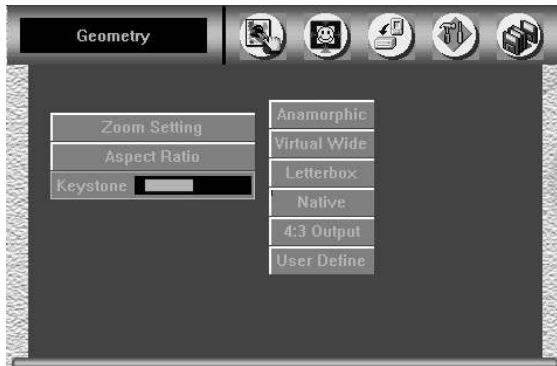 Geometry
Zoom Setting
Aspect Ratio
Keystone
Anamorphic
Virtual Wide
Letterbox
Native
4:3 Output
User Define